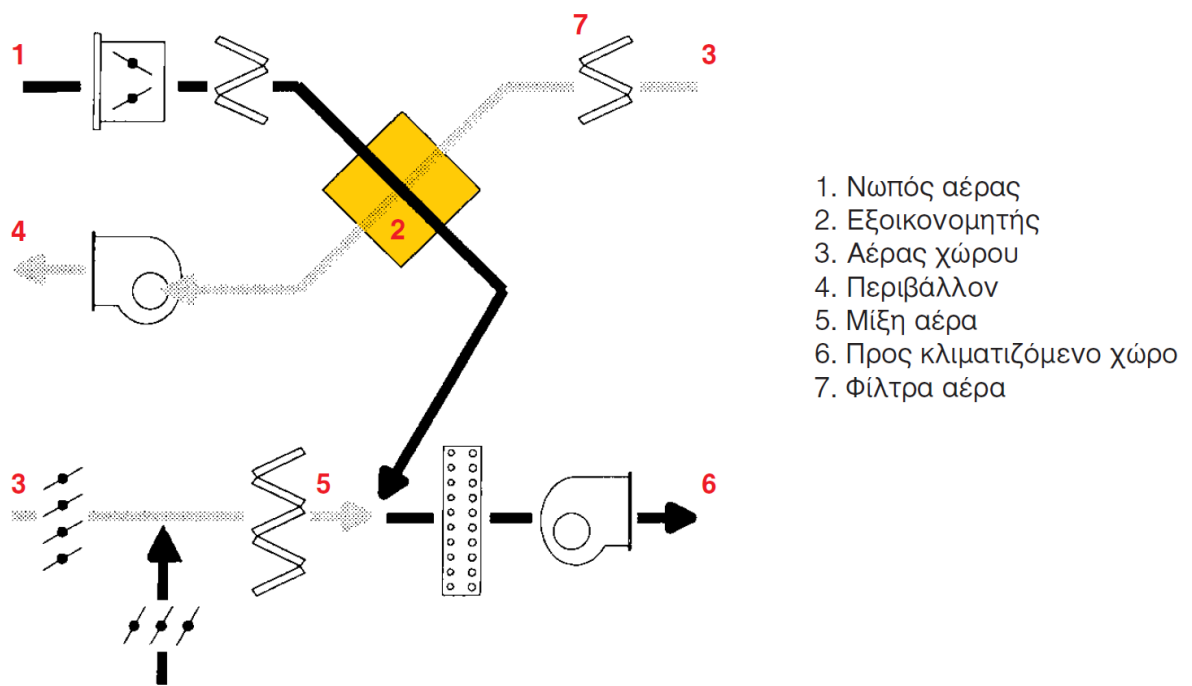 1
7
3
2
4
3
5
6
1. Νωπός αέρας
2. Εξοικονομητής
3. Αέρας χώρου
4. Περιβάλλον
5. Μίξη αέρα
6. Προς κλιματιζόμενο χώρο
7. Φίλτρα αέρα